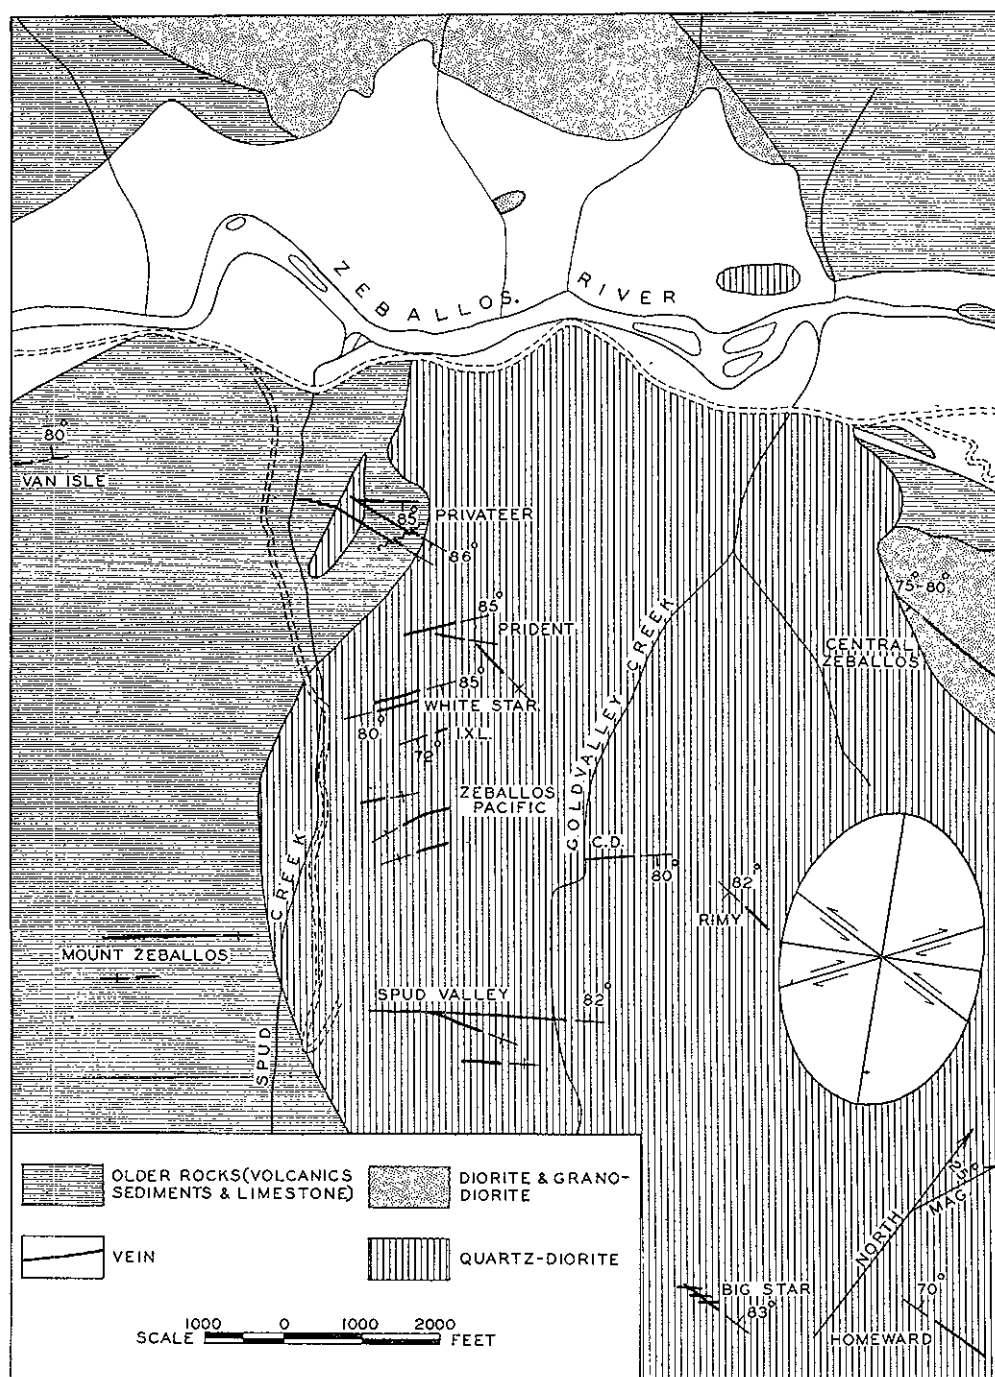 ZEBALLOS.
RIVER
80°
VAN ISLE
PRIVATEER
85°
86°
85°
PRIDENT
75°-80°
CENTRAL
ZEBALLOS
85°
WHITE STAR
80°
I.X.L.
72°
ZEBALLOS
PACIFIC
GOLD VALLEY CREEK
C.D.
80°
82°
RIMY
SPUD CREEK
MOUNT ZEBALLOS
SPUD VALLEY
82°
OLDER ROCKS (VOLCANICS
SEDIMENTS & LIMESTONE)
DIORITE & GRANO-
DIORITE
VEIN
QUARTZ-DIORITE
SCALE 1000 0 1000 2000 FEET
NORTH
MAG
BIG STAR
83°
70°
HOMEWARD